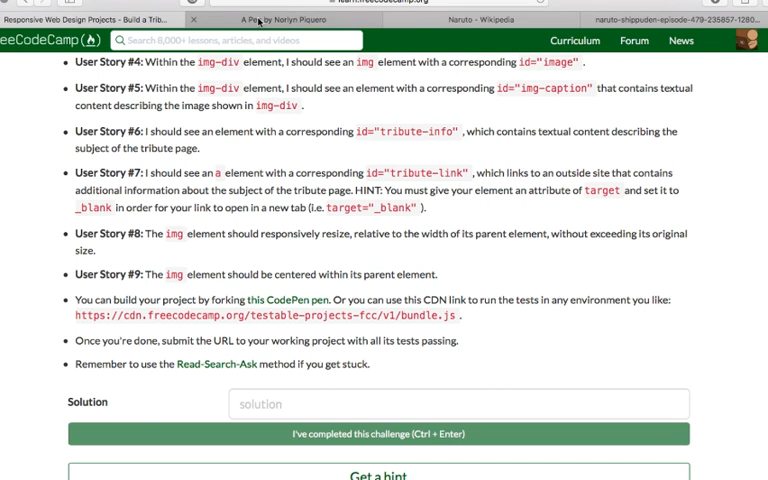 learn.freecodecamp.org
Responsive Web Design Projects - Build a Trib...
A Pen by Norlyn Piquero
Naruto - Wikipedia
naruto-shippuden-episode-479-235857-1280...
eeCodeCamp
Search 8,000+ lessons, articles, and videos
Curriculum
Forum
News
User Story #4: Within the img-div element, I should see an img element with a corresponding id="image" .
User Story #5: Within the img-div element, I should see an element with a corresponding id="img-caption" that contains textual
content describing the image shown in img-div .
User Story #6: I should see an element with a corresponding id="tribute-info" , which contains textual content describing the
subject of the tribute page.
User Story #7: I should see an a element with a corresponding id="tribute-link" , which links to an outside site that contains
additional information about the subject of the tribute page. HINT: You must give your element an attribute of target and set it to
_blank in order for your link to open in a new tab (i.e. target="_blank" ).
User Story #8: The img element should responsively resize, relative to the width of its parent element, without exceeding its original
size.
User Story #9: The img element should be centered within its parent element.
You can build your project by forking this CodePen pen. Or you can use this CDN link to run the tests in any environment you like:
https://cdn.freecodecamp.org/testable-projects-fcc/v1/bundle.js .
Once you're done, submit the URL to your working project with all its tests passing.
Remember to use the Read-Search-Ask method if you get stuck.
Solution
solution
I've completed this challenge (Ctrl + Enter)
Get a hint